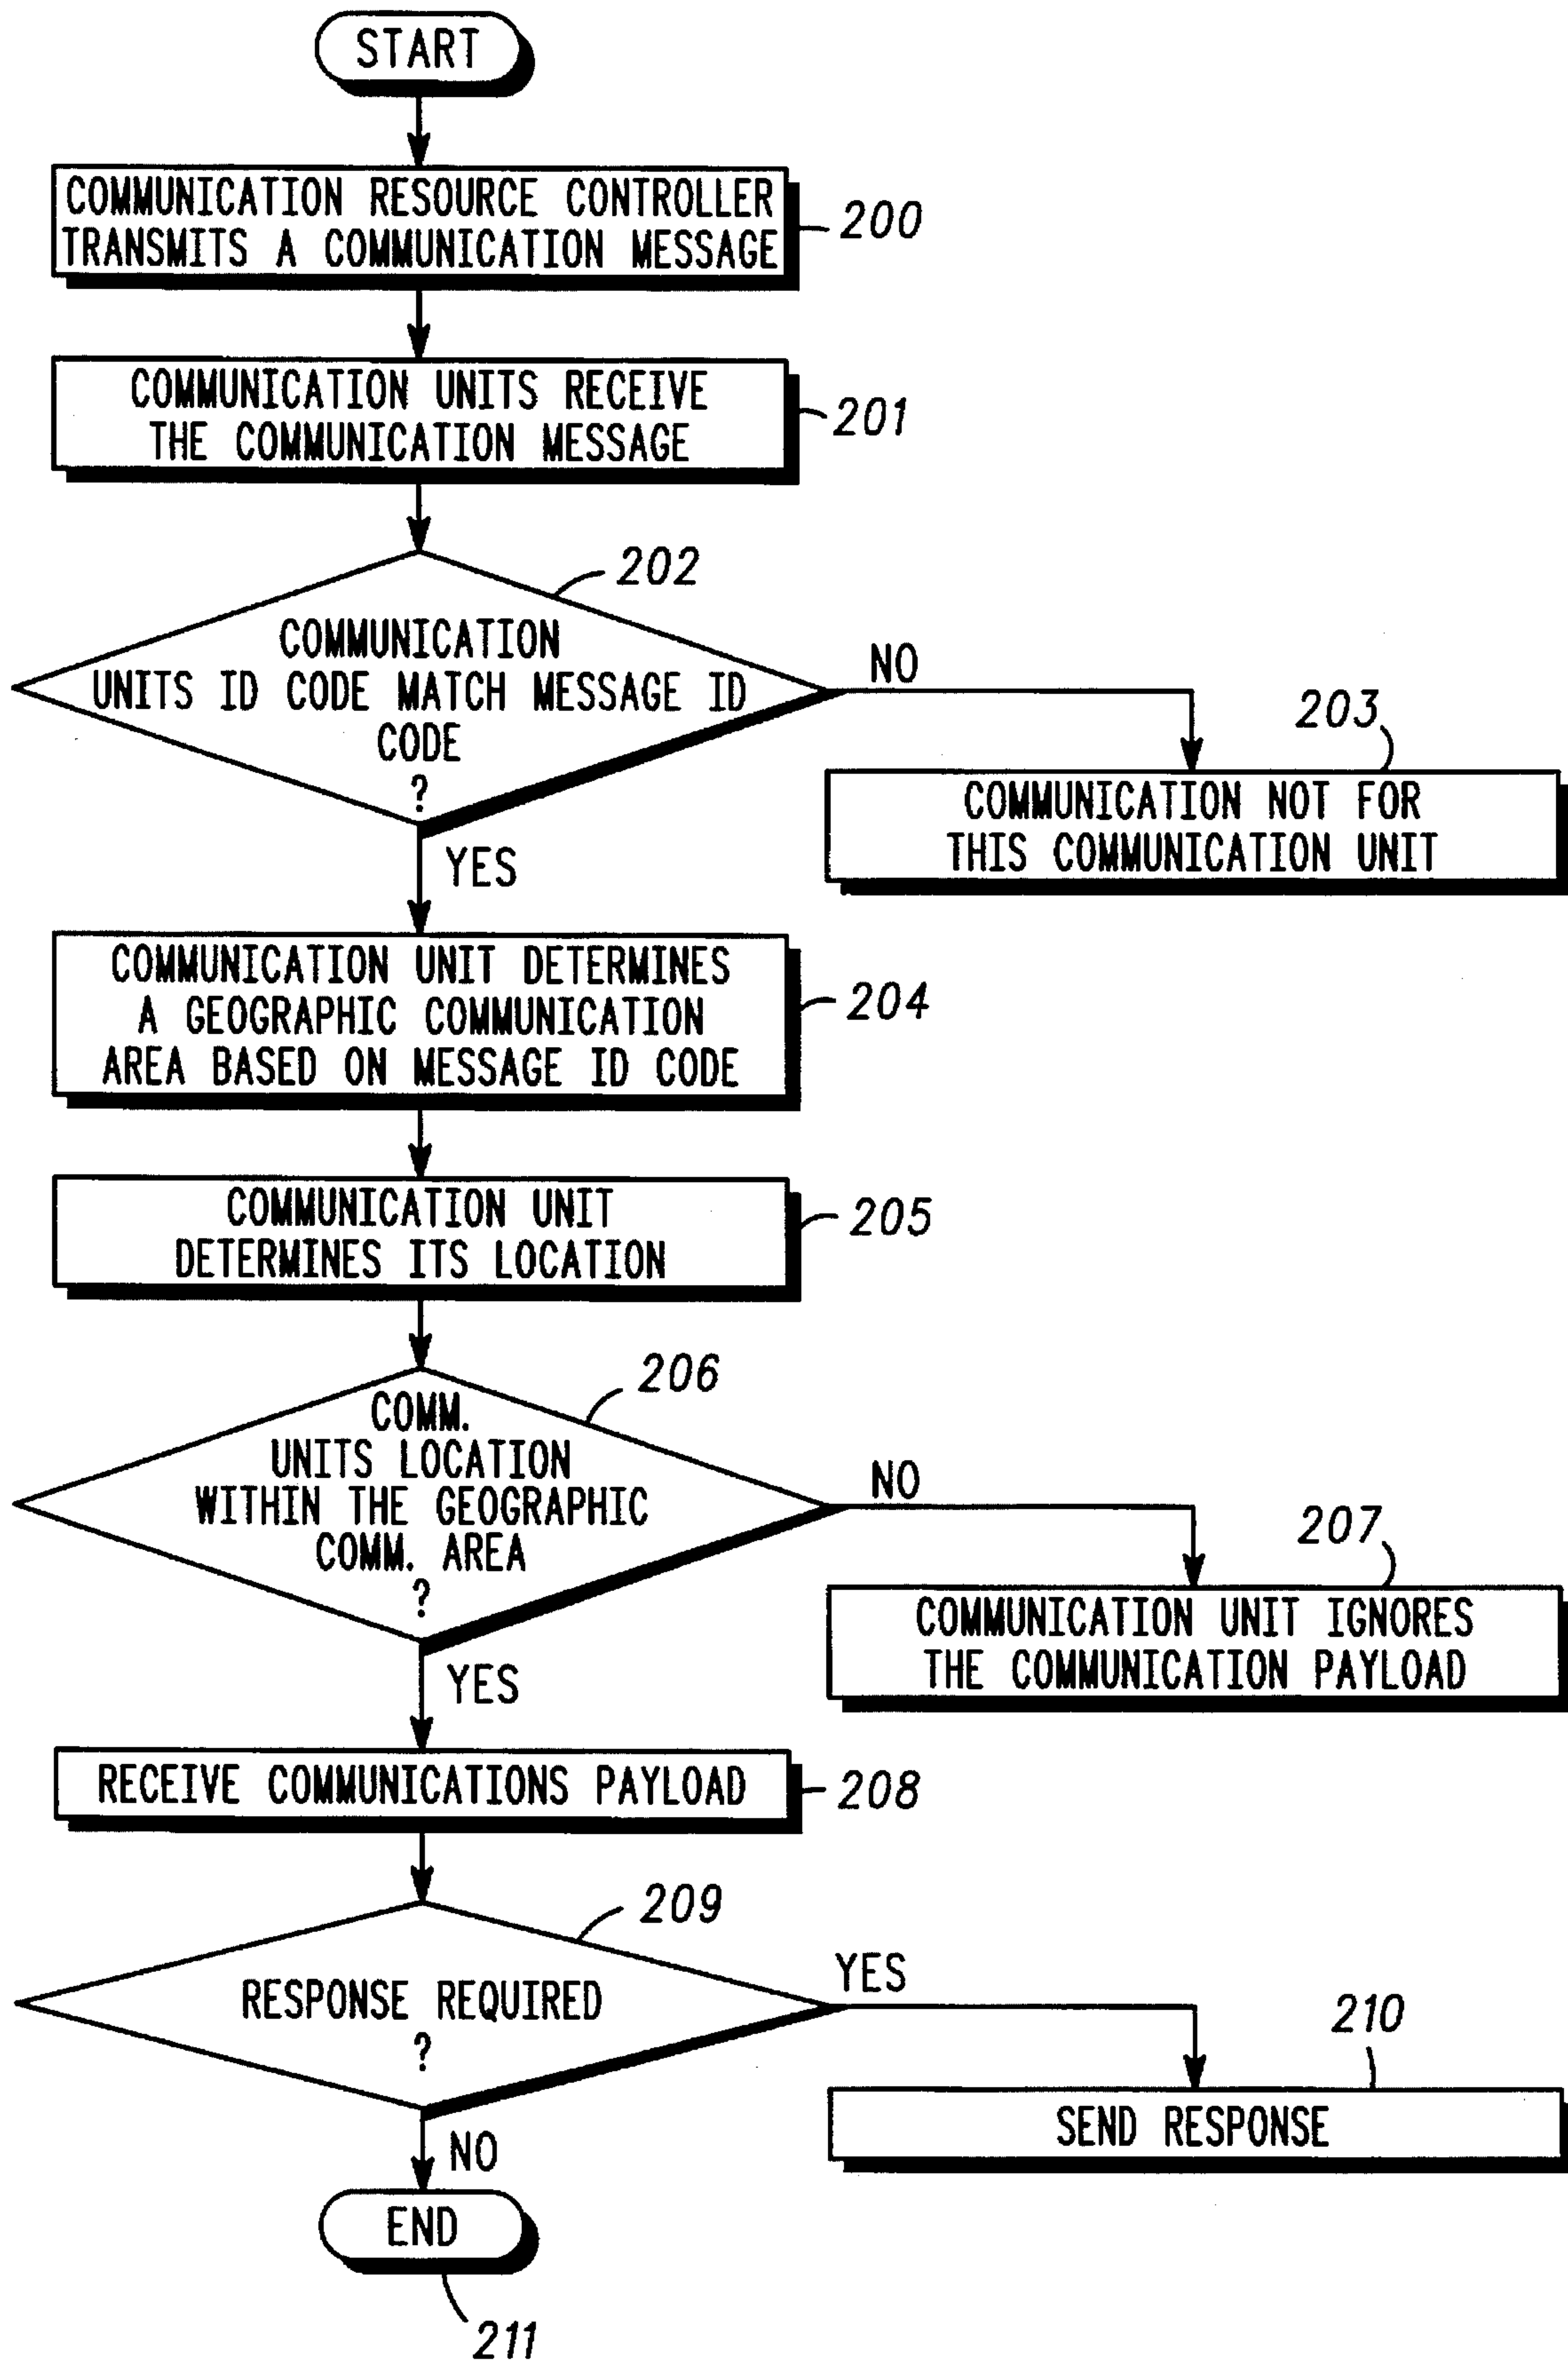 START
COMMUNICATION RESOURCE CONTROLLER
TRANSMITS A COMMUNICATION MESSAGE
200
COMMUNICATION UNITS RECEIVE
THE COMMUNICATION MESSAGE
201
202
COMMUNICATION
UNITS ID CODE MATCH MESSAGE ID
CODE
?
NO
203
COMMUNICATION NOT FOR
THIS COMMUNICATION UNIT
YES
COMMUNICATION UNIT DETERMINES
A GEOGRAPHIC COMMUNICATION
AREA BASED ON MESSAGE ID CODE
204
COMMUNICATION UNIT
DETERMINES ITS LOCATION
205
206
COMM.
UNITS LOCATION
WITHIN THE GEOGRAPHIC
COMM. AREA
?
NO
207
COMMUNICATION UNIT IGNORES
THE COMMUNICATION PAYLOAD
YES
RECEIVE COMMUNICATIONS PAYLOAD
208
209
RESPONSE REQUIRED
?
YES
210
SEND RESPONSE
NO
END
211